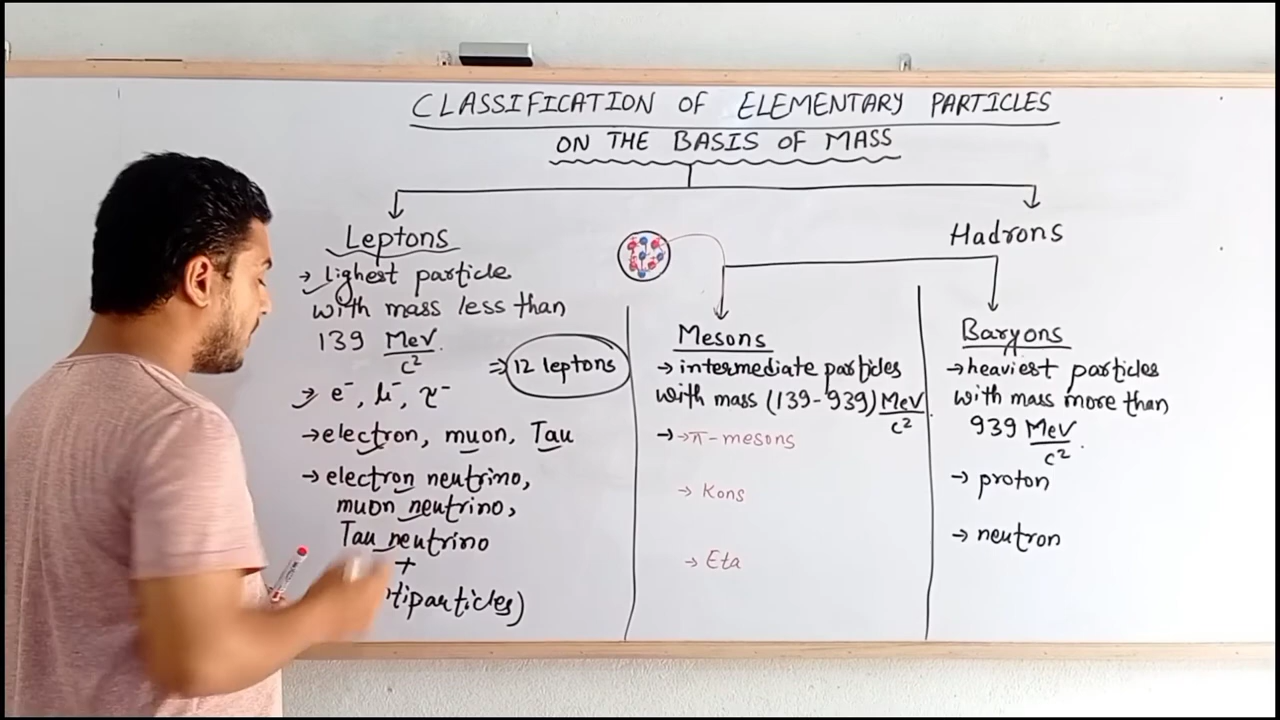 CLASSIFICATION OF ELEMENTARY PARTICLES
ON THE BASIS OF MASS
Leptons
→ lighest particle
with mass less than
139 MeV/c²
⇒ 12 leptons
→ e⁻, μ⁻, τ⁻
→ electron, muon, Tau
→ electron neutrino,
muon neutrino,
Tau neutrino
+
tiparticles)
Hadrons
Mesons
→ intermediate particles
with mass (139-939) MeV/c²
→ → π-mesons
→ Kons
→ Eta
Baryons
→ heaviest particles
with mass more than
939 MeV/c².
→ proton
→ neutron